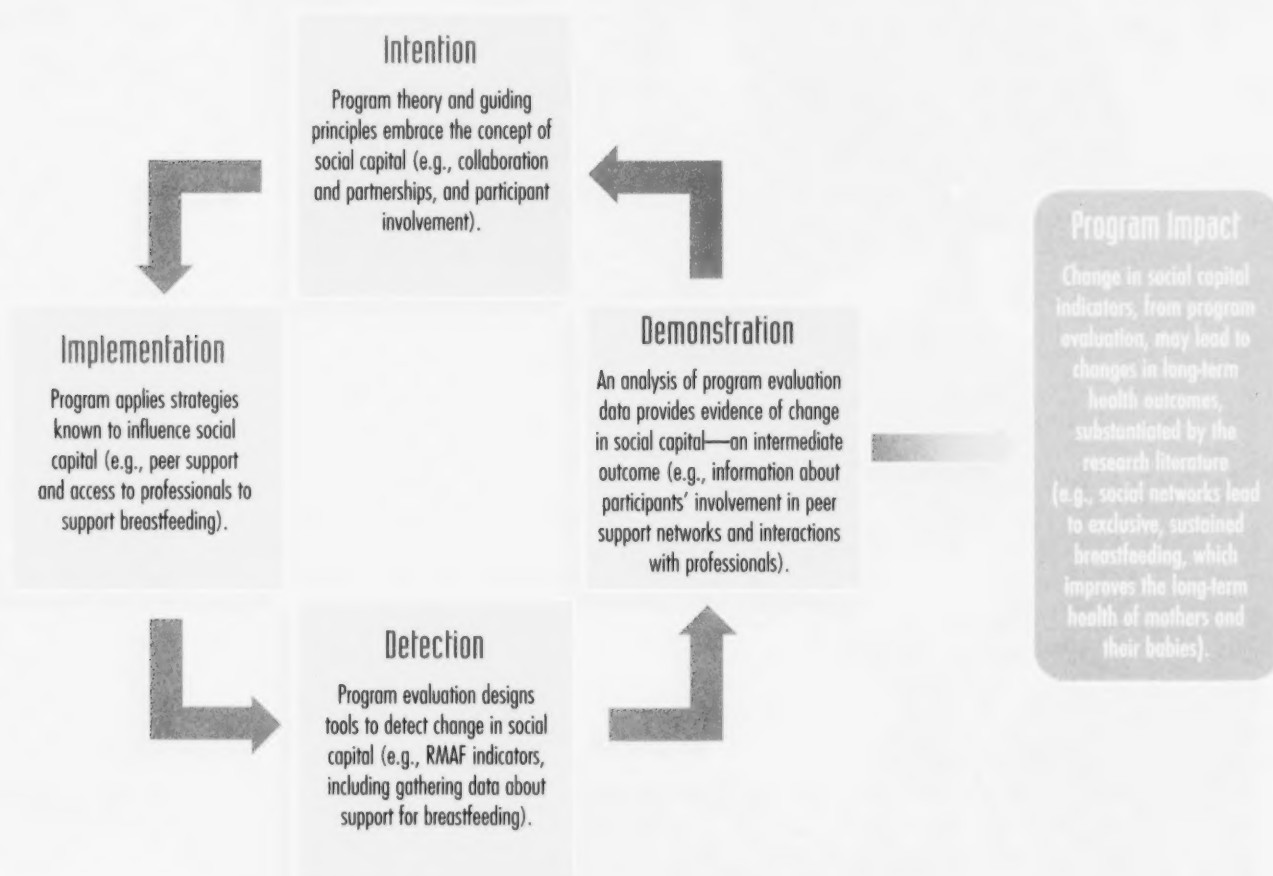 Intention
Program theory and guiding
principles embrace the concept of
social capital (e.g., collaboration
and partnerships, and participant
involvement).
Implementation
Program applies strategies
known to influence social
capital (e.g., peer support
and access to professionals to
support breastfeeding).
Detection
Program evaluation designs
tools to detect change in social
capital (e.g., RMAF indicators,
including gathering data about
support for breastfeeding).
Demonstration
An analysis of program evaluation
data provides evidence of change
in social capital—an intermediate
outcome (e.g., information about
participants' involvement in peer
support networks and interactions
with professionals).
Program Impact
Change in social capital
indicators, from program
evaluation, may lead to
changes in long-term
health outcomes,
substantiated by the
research literature
(e.g., social networks lead
to exclusive, sustained
breastfeeding, which
improves the long-term
health of mothers and
their babies).